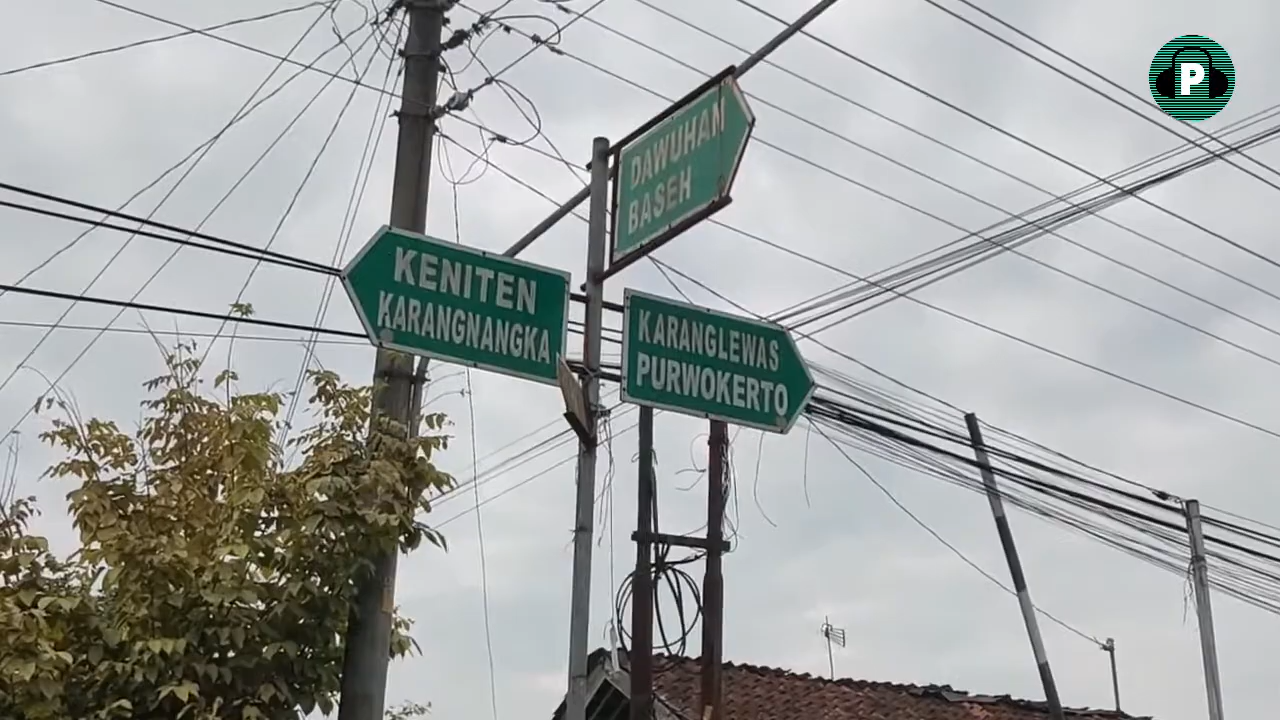 P
DAWUHAN
BASEH
KENITEN
KARANGNANGKA
KARANGLEWAS
PURWOKERTO